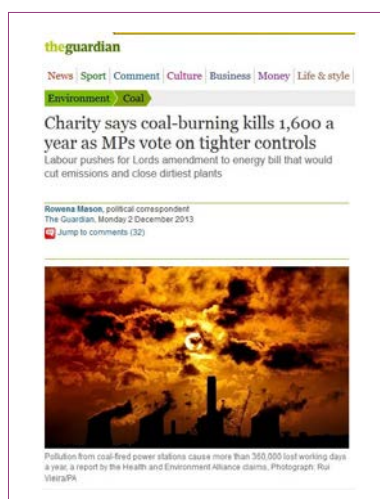 theguardian
News Sport Comment Culture Business Money Life & style
Environment Coal
Charity says coal-burning kills 1,600 a
year as MPs vote on tighter controls
Labour pushes for Lords amendment to energy bill that would
cut emissions and close dirtiest plants
Rowena Mason, political correspondent
The Guardian, Monday 2 December 2013
Jump to comments (32)
Pollution from coal-fired power stations cause more than 360,000 lost working days
a year, a report by the Health and Environment Alliance claims. Photograph: Rui
Vieira/PA